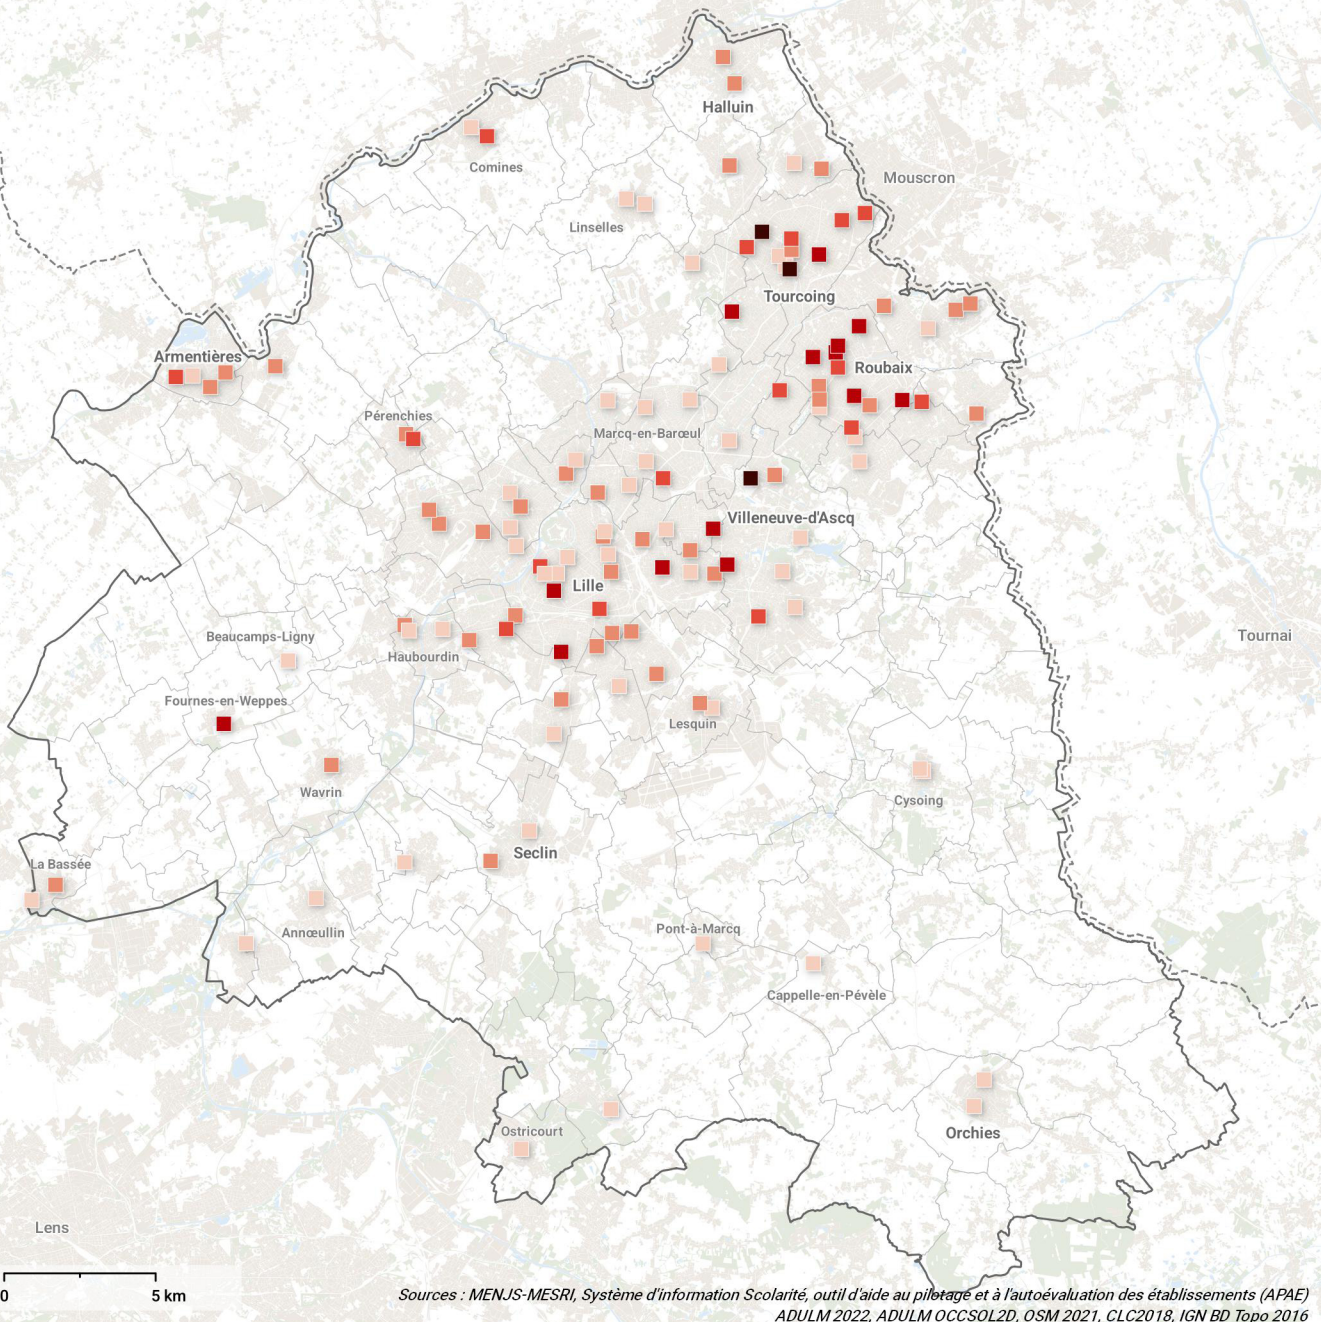 Halluin
Comines
Mouscron
Linselles
Tourcoing
Armentières
Roubaix
Pérenchies
Marcq-en-Barœul
Villeneuve-d'Ascq
Lille
Beaucamps-Ligny
Haubourdin
Tournai
Fournes-en-Weppes
Lesquin
Wavrin
Cysoing
Seclin
La Bassée
Annœullin
Pont-à-Marcq
Cappelle-en-Pévèle
Ostricourt
Orchies
Lens
0 5 km
Sources : MENJS-MESRI, Système d'information Scolarité, outil d'aide au pilotage et à l'autoévaluation des établissements (APAE)
ADULM 2022, ADULM OCCSOL2D, OSM 2021, CLC2018, IGN BD Topo 2016